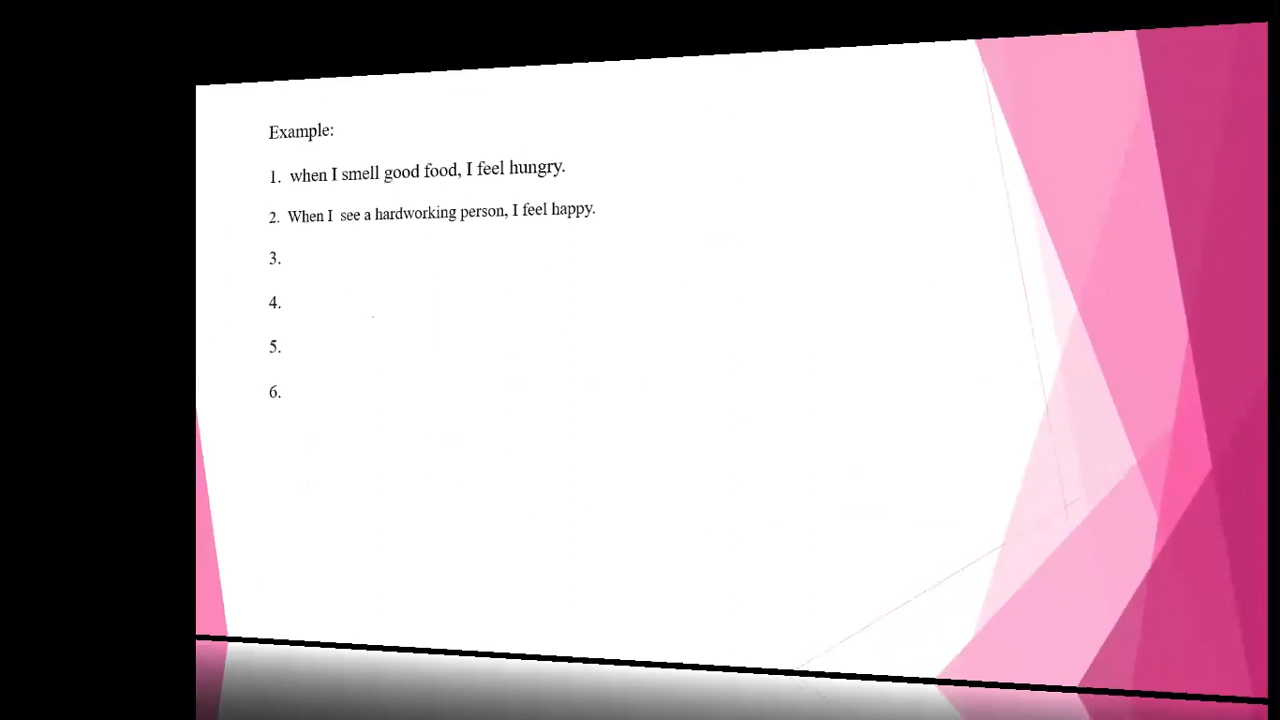 Example:
1. when I smell good food, I feel hungry.
2. When I see a hardworking person, I feel happy.
3.
4.
5.
6.